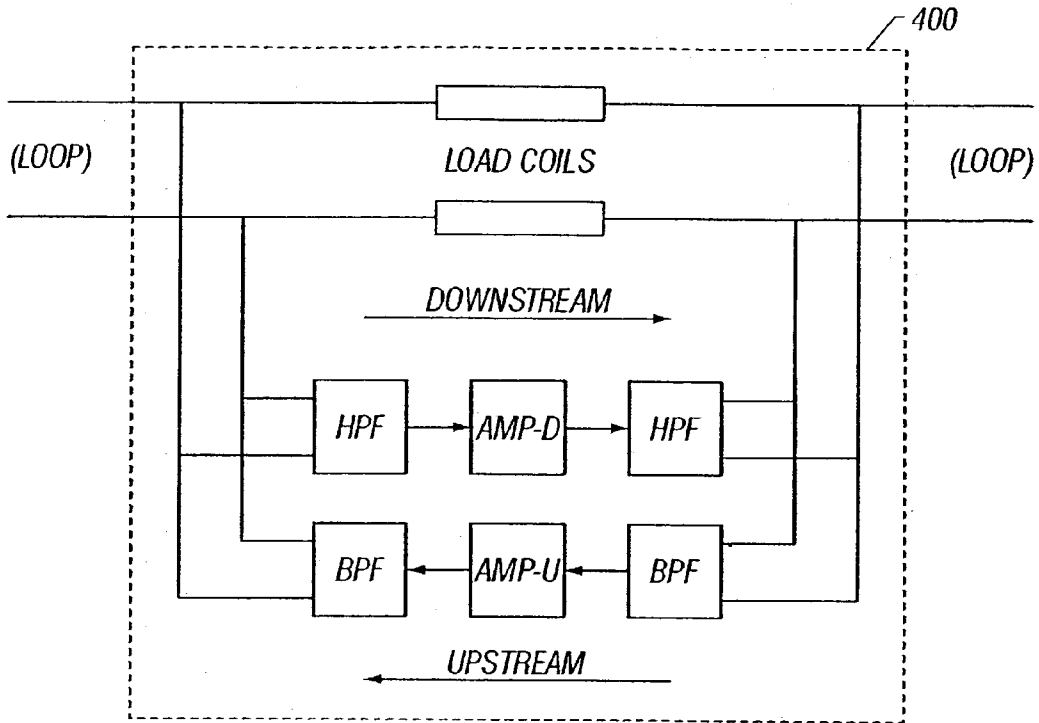 400
(LOOP)
LOAD COILS
(LOOP)
DOWNSTREAM
HPF
AMP-D
HPF
BPF
AMP-U
BPF
UPSTREAM